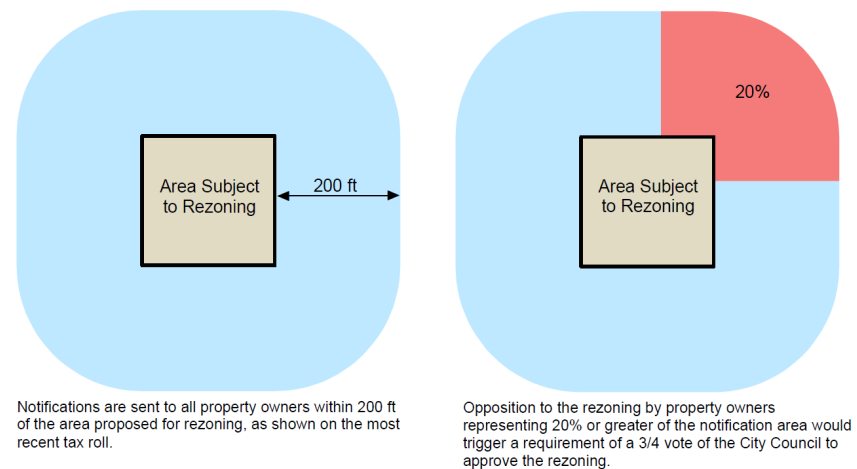 Area Subject
to Rezoning
200 ft
Notifications are sent to all property owners within 200 ft
of the area proposed for rezoning, as shown on the most
recent tax roll.
20%
Area Subject
to Rezoning
Opposition to the rezoning by property owners
representing 20% or greater of the notification area would
trigger a requirement of a 3/4 vote of the City Council to
approve the rezoning.